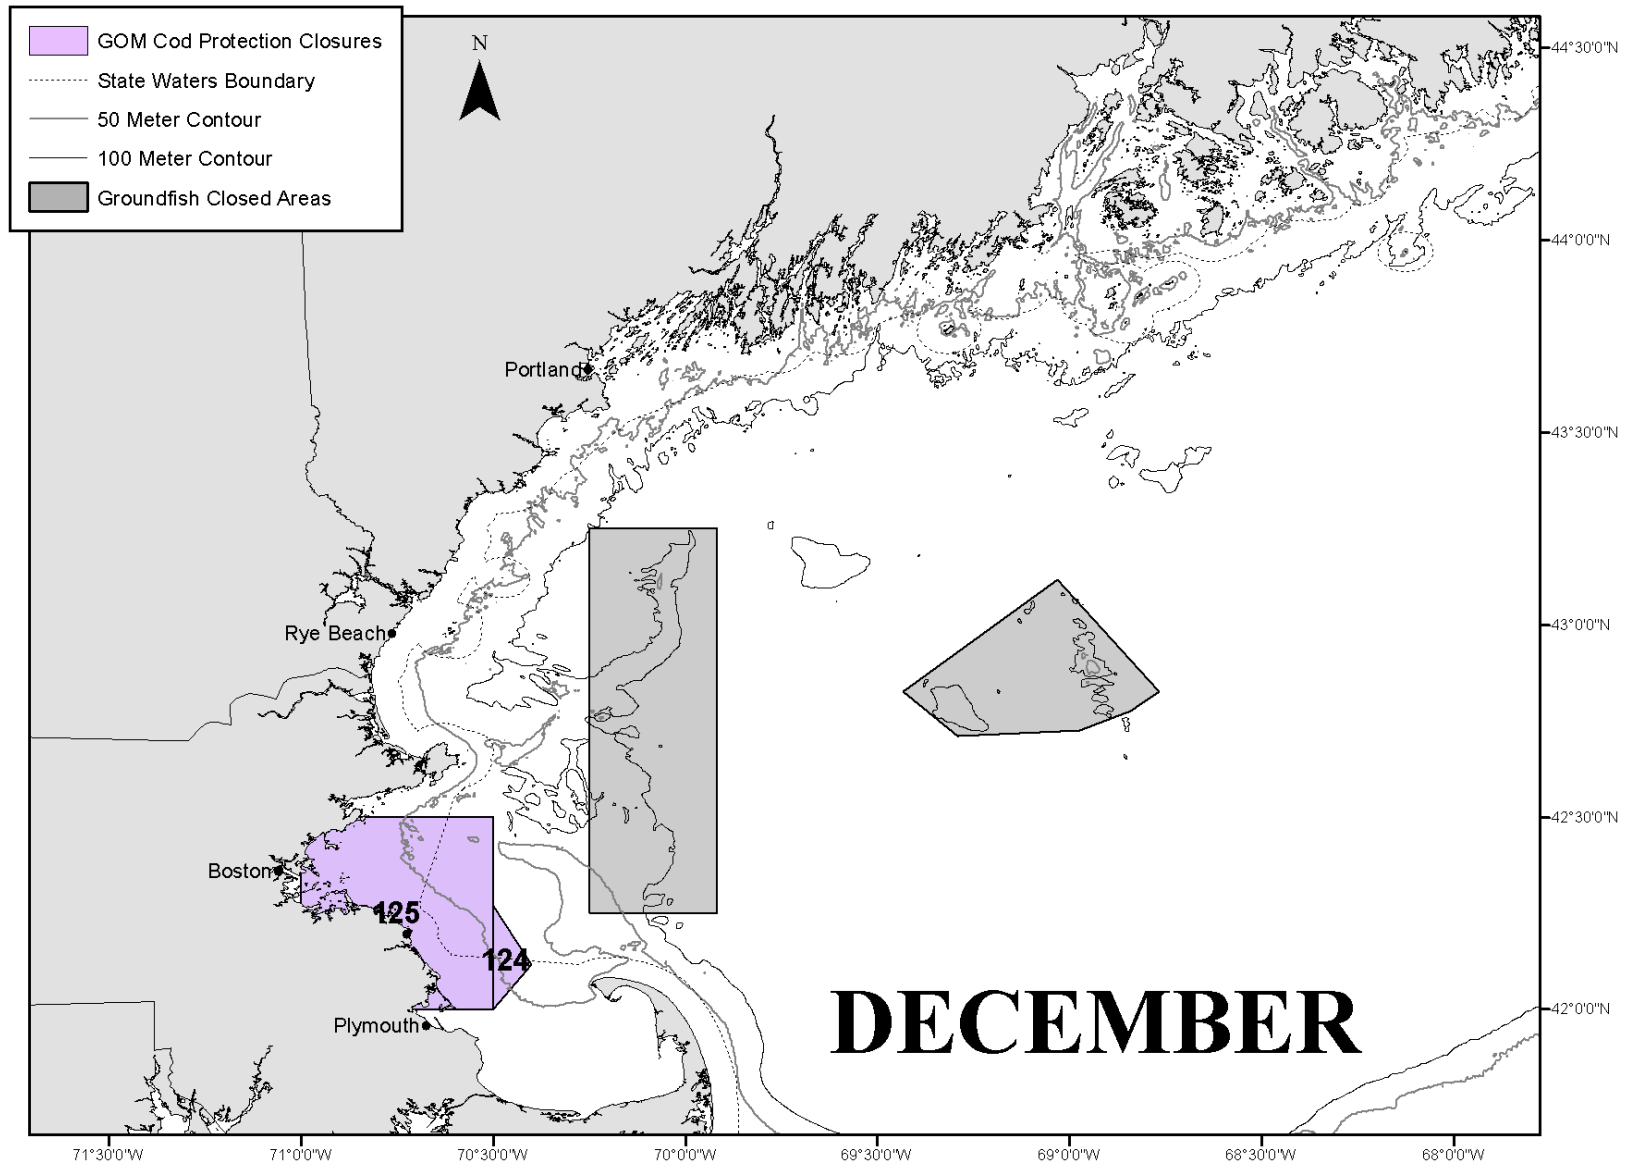 GOM Cod Protection Closures
State Waters Boundary
50 Meter Contour
100 Meter Contour
Groundfish Closed Areas
N
44°30'0"N
44°0'0"N
Portland
43°30'0"N
Rye Beach
43°0'0"N
42°30'0"N
Boston
125
124
Plymouth
DECEMBER
42°0'0"N
71°30'0"W
71°0'0"W
70°30'0"W
70°0'0"W
69°30'0"W
69°0'0"W
68°30'0"W
68°0'0"W